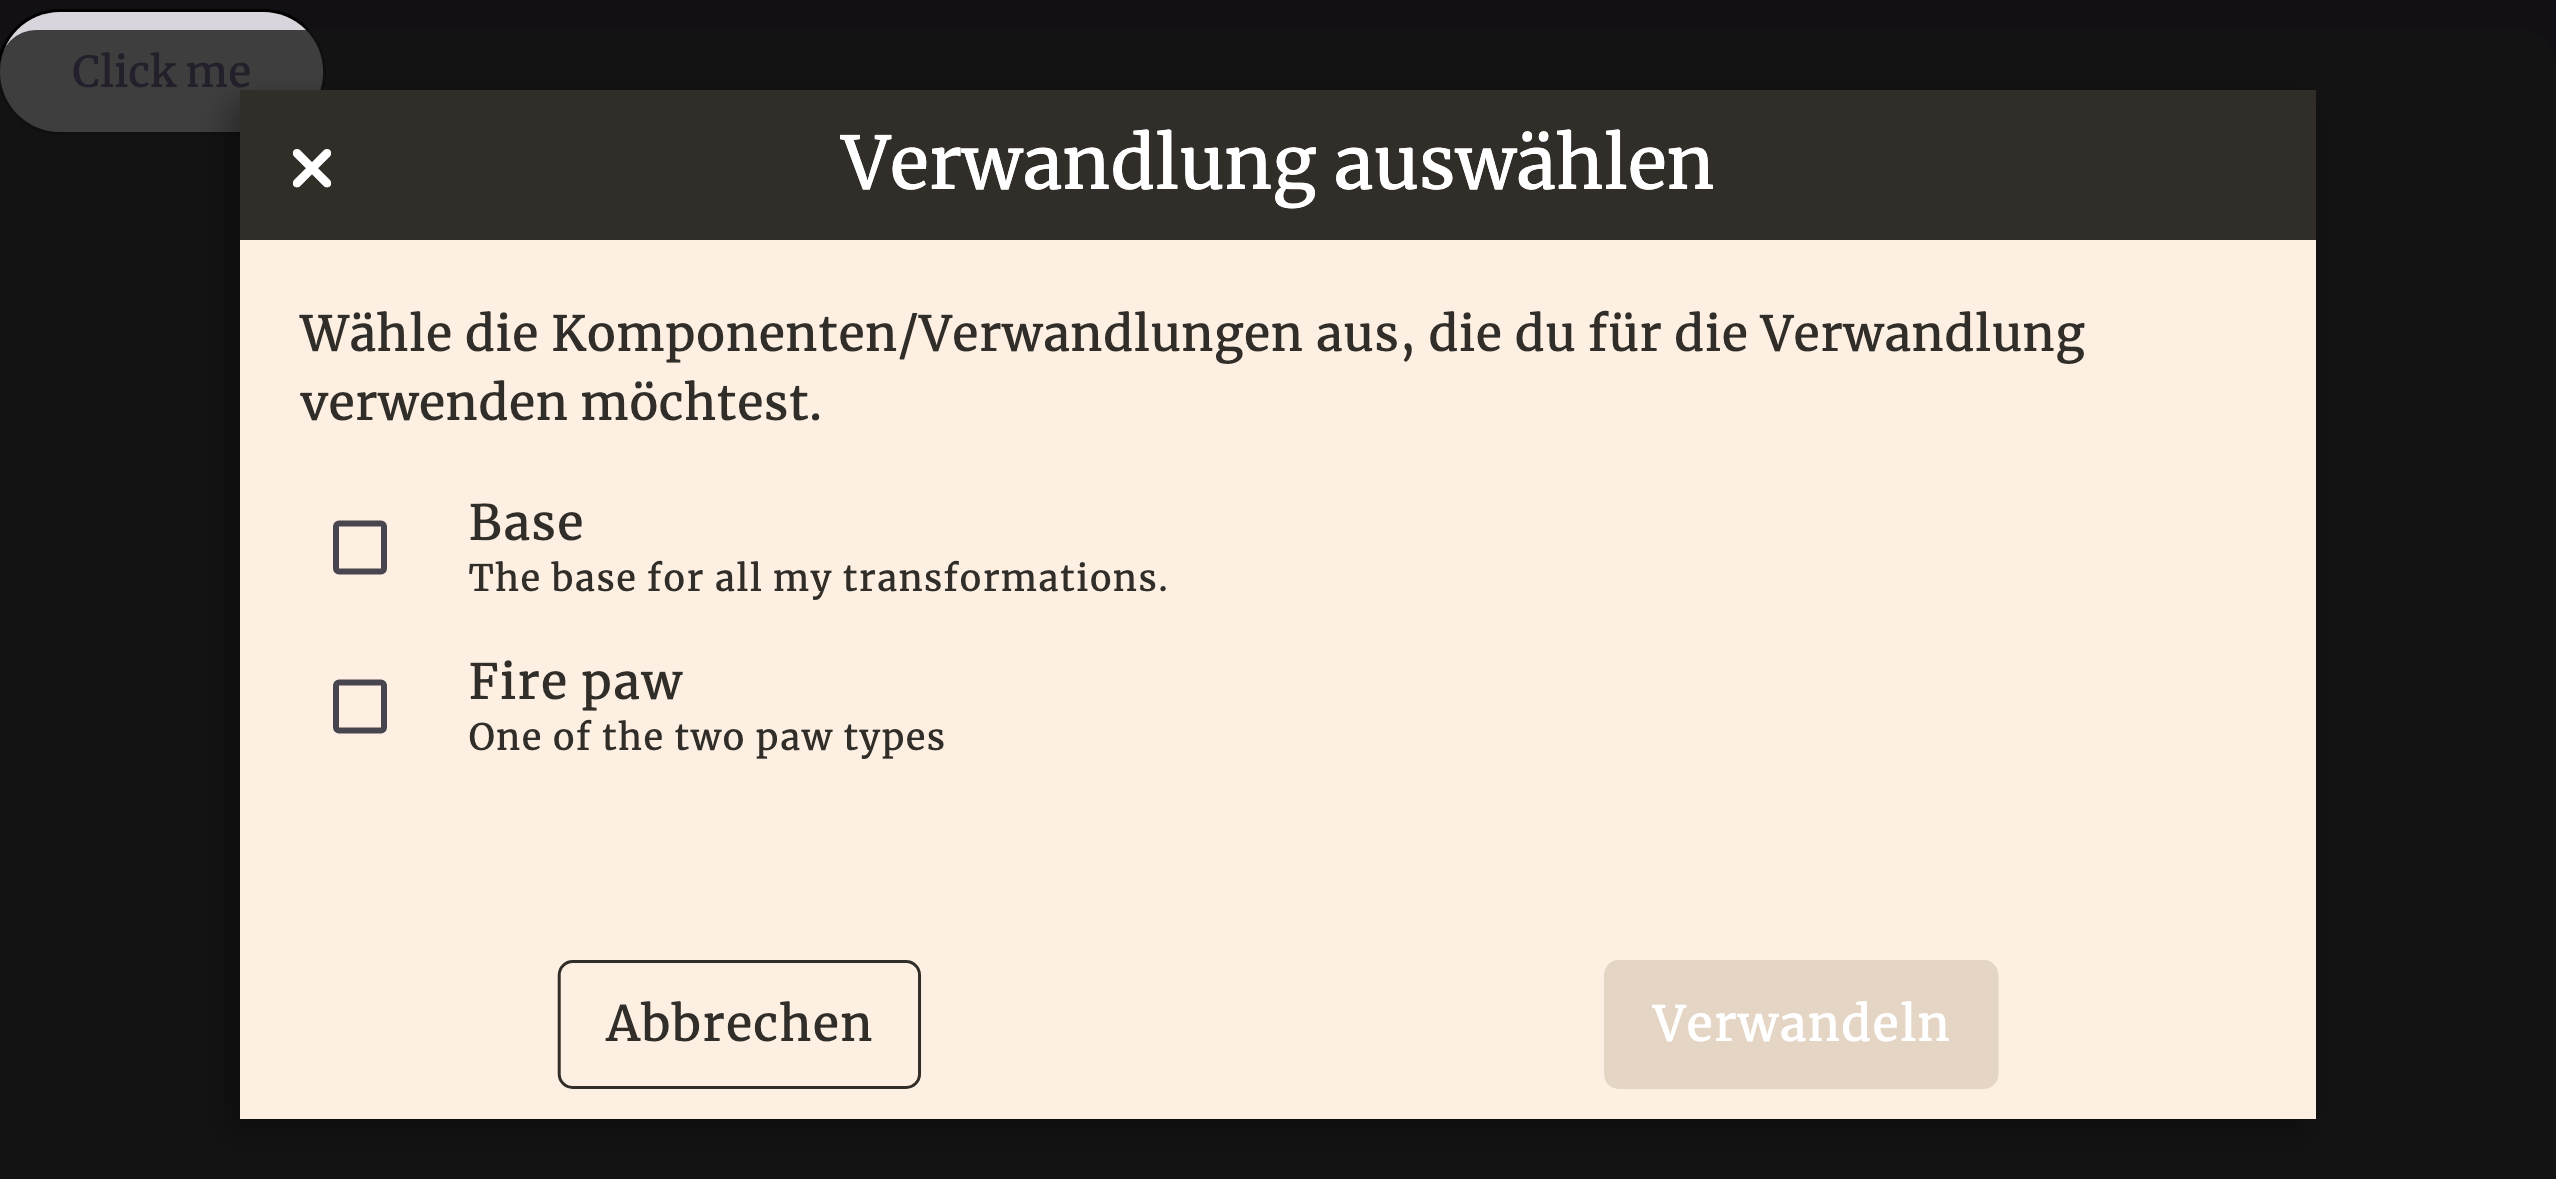 Click me
Verwandlung auswählen
Wähle die Komponenten/Verwandlungen aus, die du für die Verwandlung
verwenden möchtest.
Base
The base for all my transformations.
Fire paw
One of the two paw types
Abbrechen
Verwandeln